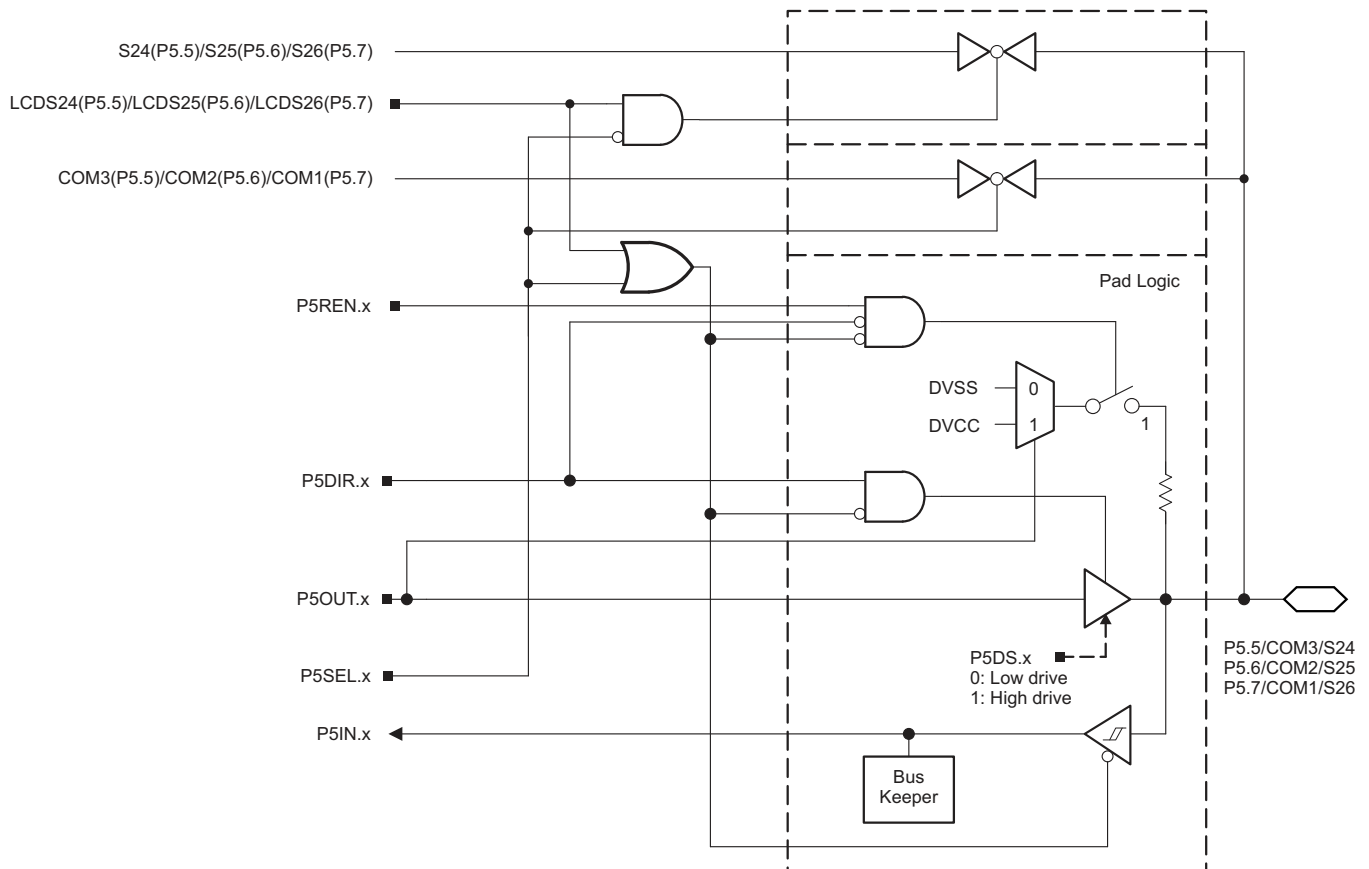 S24(P5.5)/S25(P5.6)/S26(P5.7)
LCDS24(P5.5)/LCDS25(P5.6)/LCDS26(P5.7)
COM3(P5.5)/COM2(P5.6)/COM1(P5.7)
Pad Logic
P5REN.x
DVSS
0
DVCC
1
1
P5DIR.x
P5OUT.x
P5DS.x
0: Low drive
1: High drive
P5.5/COM3/S24
P5.6/COM2/S25
P5.7/COM1/S26
P5SEL.x
P5IN.x
Bus
Keeper